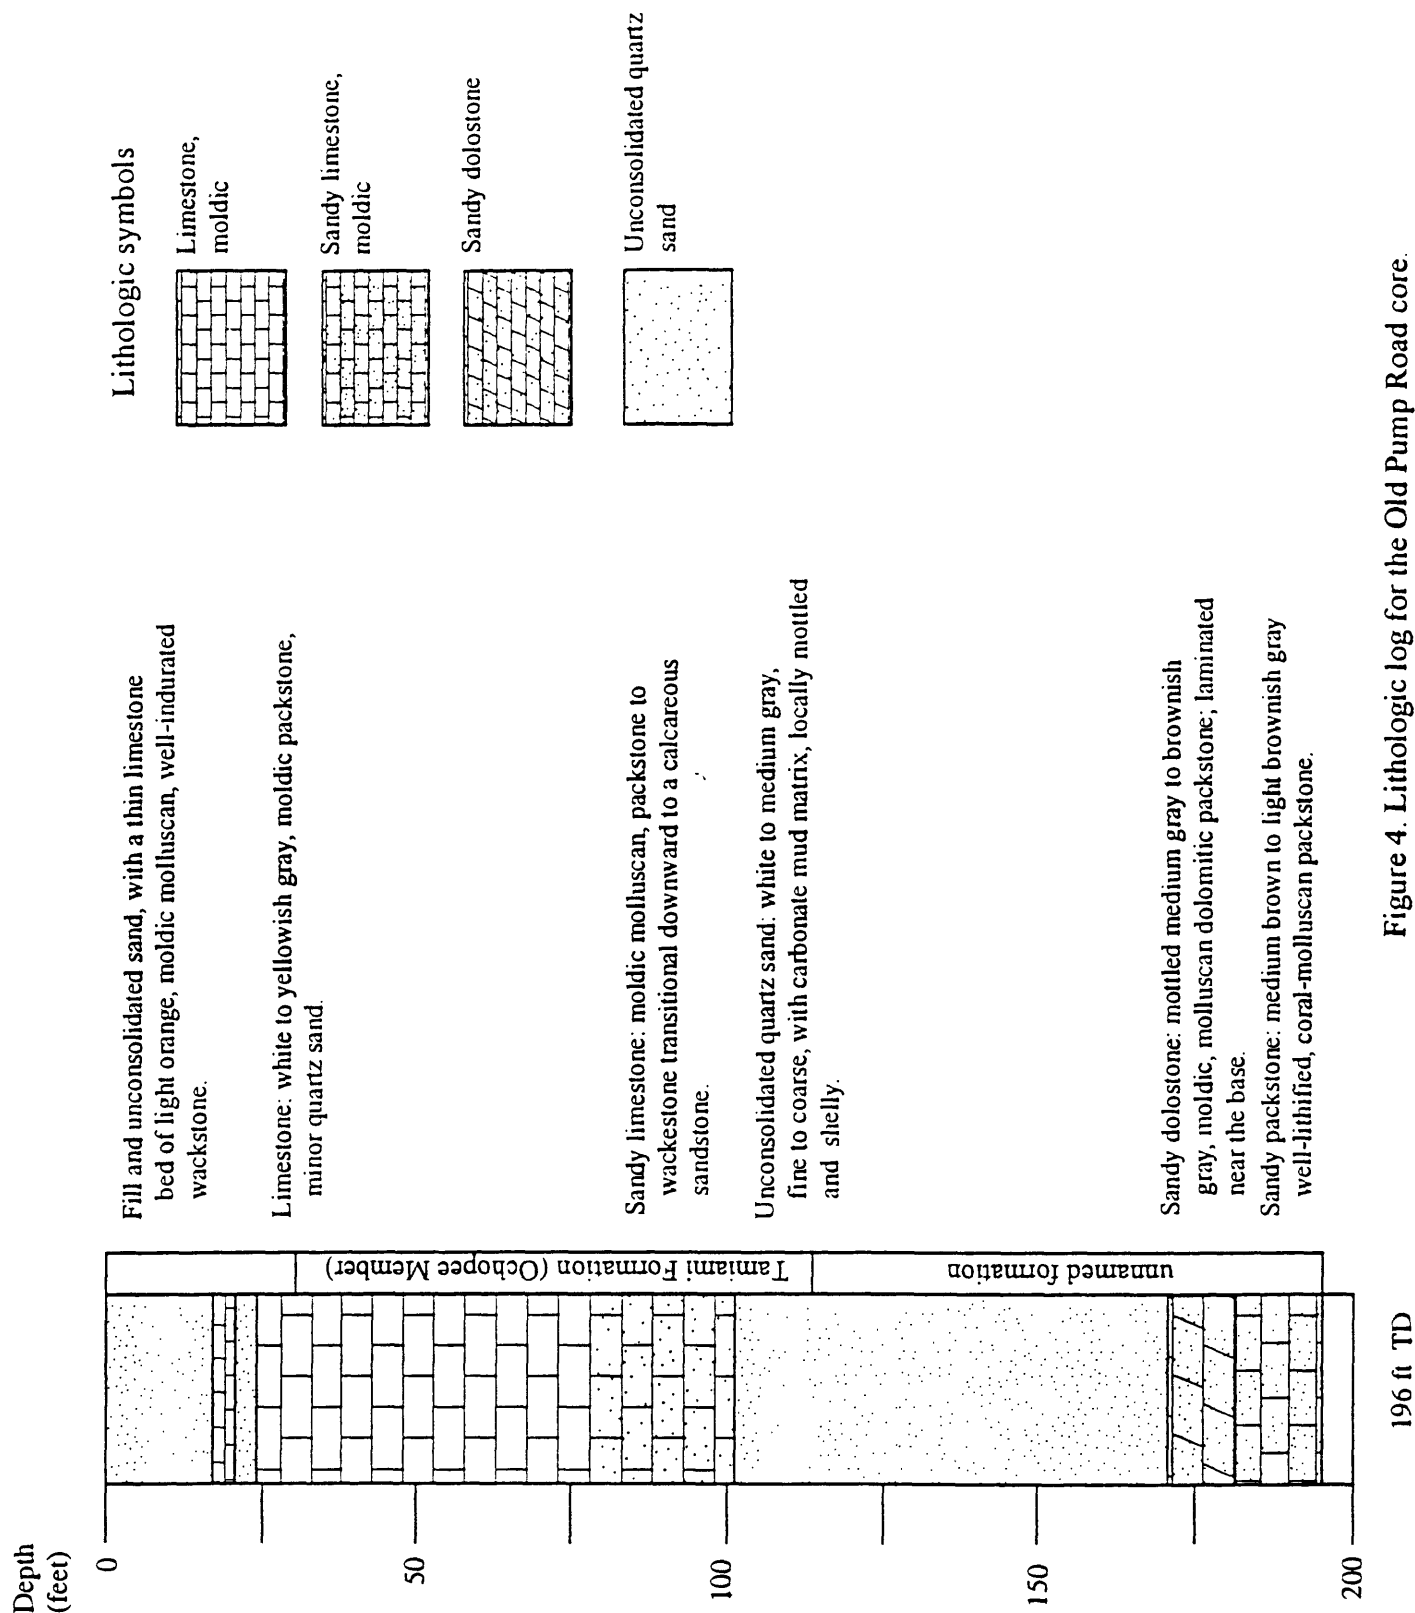 Depth
(feet)
0
50
100
150
200
196 ft TD
Tamiami Formation (Ochopee Member)
unnamed formation
Fill and unconsolidated sand, with a thin limestone
bed of light orange, moldic molluscan, well-indurated
wackstone.
Limestone: white to yellowish gray, moldic packstone,
minor quartz sand.
Sandy limestone: moldic molluscan, packstone to
wackestone transitional downward to a calcareous
sandstone.
Unconsolidated quartz sand: white to medium gray,
fine to coarse, with carbonate mud matrix, locally mottled
and shelly.
Sandy dolostone: mottled medium gray to brownish
gray, moldic, molluscan dolomitic packstone; laminated
near the base.
Sandy packstone: medium brown to light brownish gray
well-lithified, coral-molluscan packstone.
Lithologic symbols
Limestone,
moldic
Sandy limestone,
moldic
Sandy dolostone
Unconsolidated quartz
sand
Figure 4. Lithologic log for the Old Pump Road core.